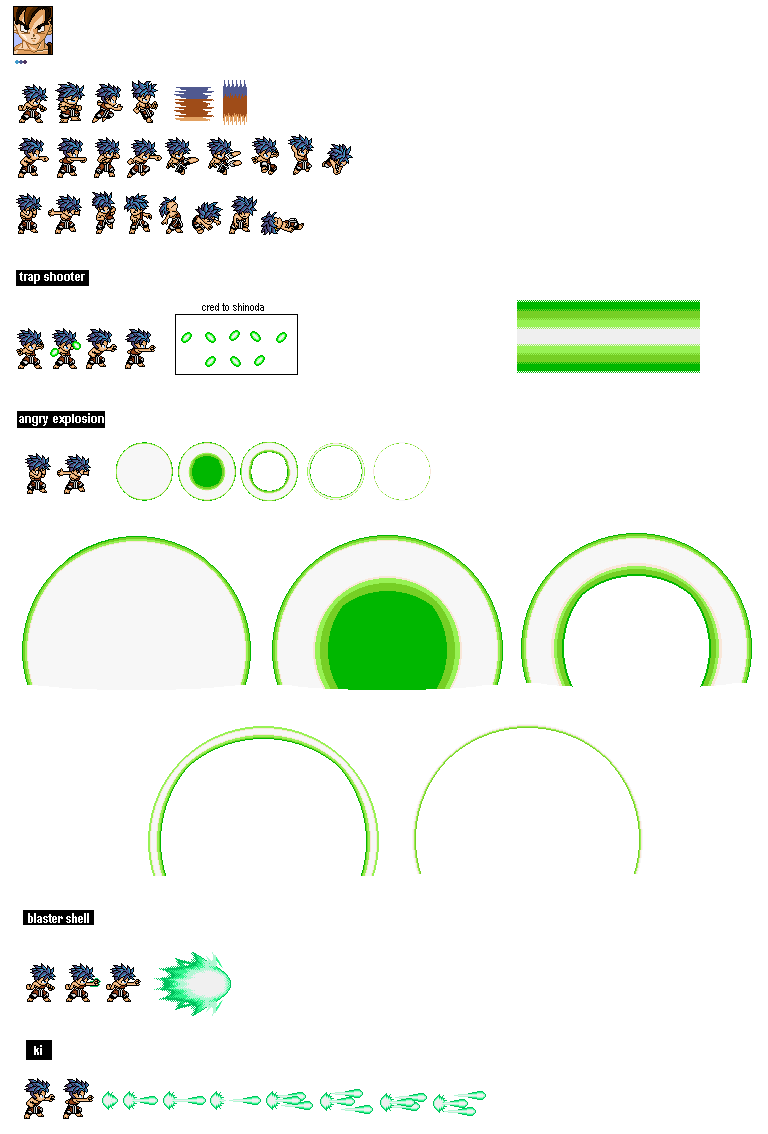 trap shooter
cred to shinoda
angry explosion
blaster shell
ki